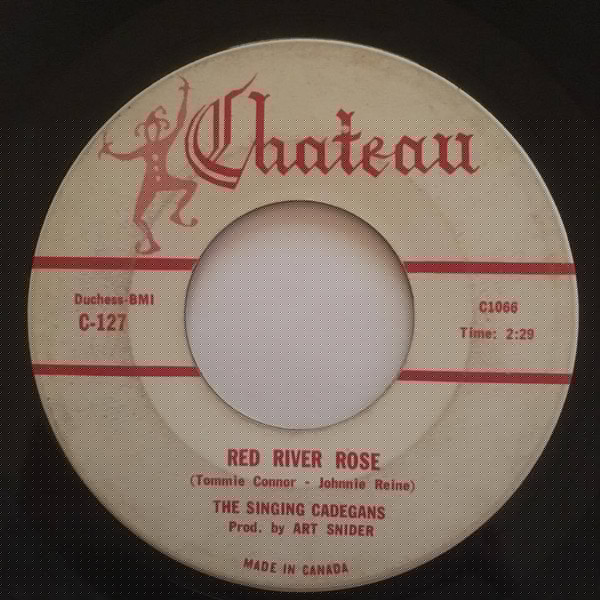 Chateau
Duchess-BMI
C-127
C1066
Time: 2:29
RED RIVER ROSE
(Tommie Connor - Johnnie Reine)
THE SINGING CADEGANS
Prod. by ART SNIDER
MADE IN CANADA